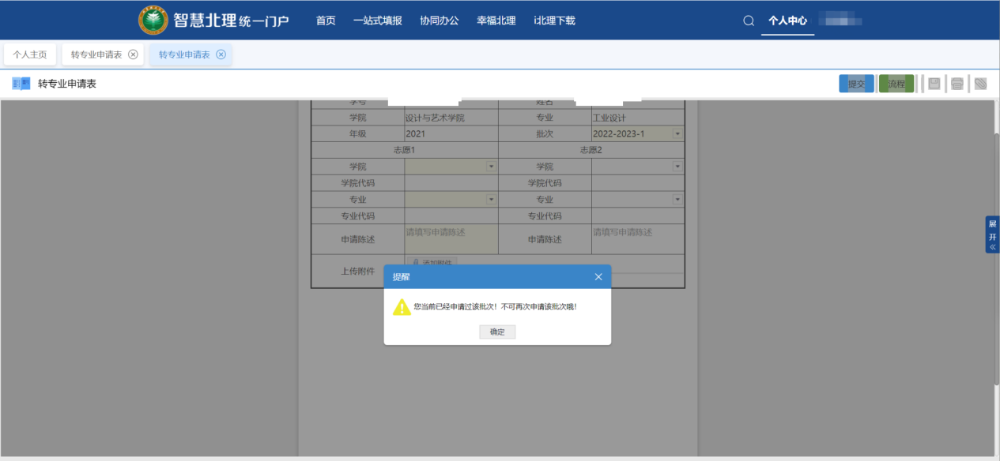 智慧北理统一门户 首页 一站式填报 协同办公 幸福北理 i北理下载 个人中心
个人主页 转专业申请表 转专业申请表
转专业申请表 提交 流程
学号 姓名
学院 设计与艺术学院 专业 工业设计
年级 2021 批次 2022-2023-1
志愿1 志愿2
学院 学院
学院代码 学院代码
专业 专业
专业代码 专业代码
申请陈述 请填写申请陈述 申请陈述 请填写申请陈述
上传附件 添加附件
提醒
您当前已经申请过该批次！不可再次申请该批次哦！
确定
展
开